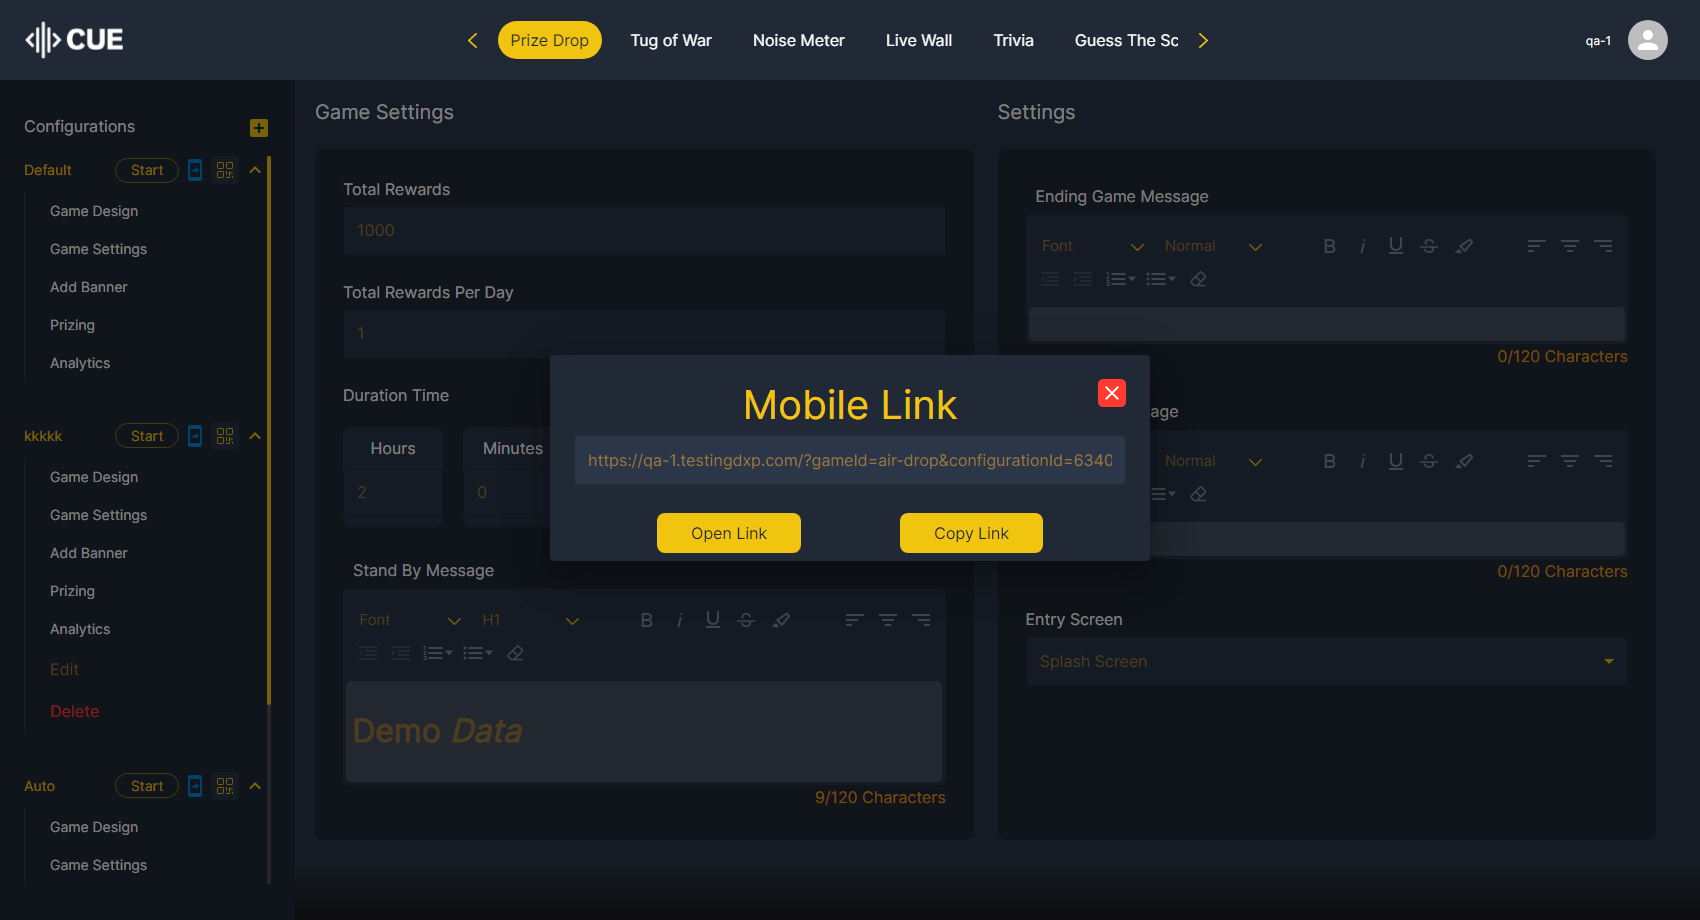 CUE
Prize Drop
Tug of War
Noise Meter
Live Wall
Trivia
Guess The Sc
qa-1
Configurations
Default
Start
Game Design
Game Settings
Add Banner
Prizing
Analytics
kkkkk
Start
Game Design
Game Settings
Add Banner
Prizing
Analytics
Edit
Delete
Auto
Start
Game Design
Game Settings
Game Settings
Total Rewards
1000
Total Rewards Per Day
1
Duration Time
Hours
Minutes
2
0
Stand By Message
Font
H1
Demo Data
9/120 Characters
Settings
Ending Game Message
Font
Normal
0/120 Characters
age
Normal
0/120 Characters
Entry Screen
Splash Screen
Mobile Link
https://qa-1.testingdxp.com/?gameId=air-drop&configurationId=6340
Open Link
Copy Link